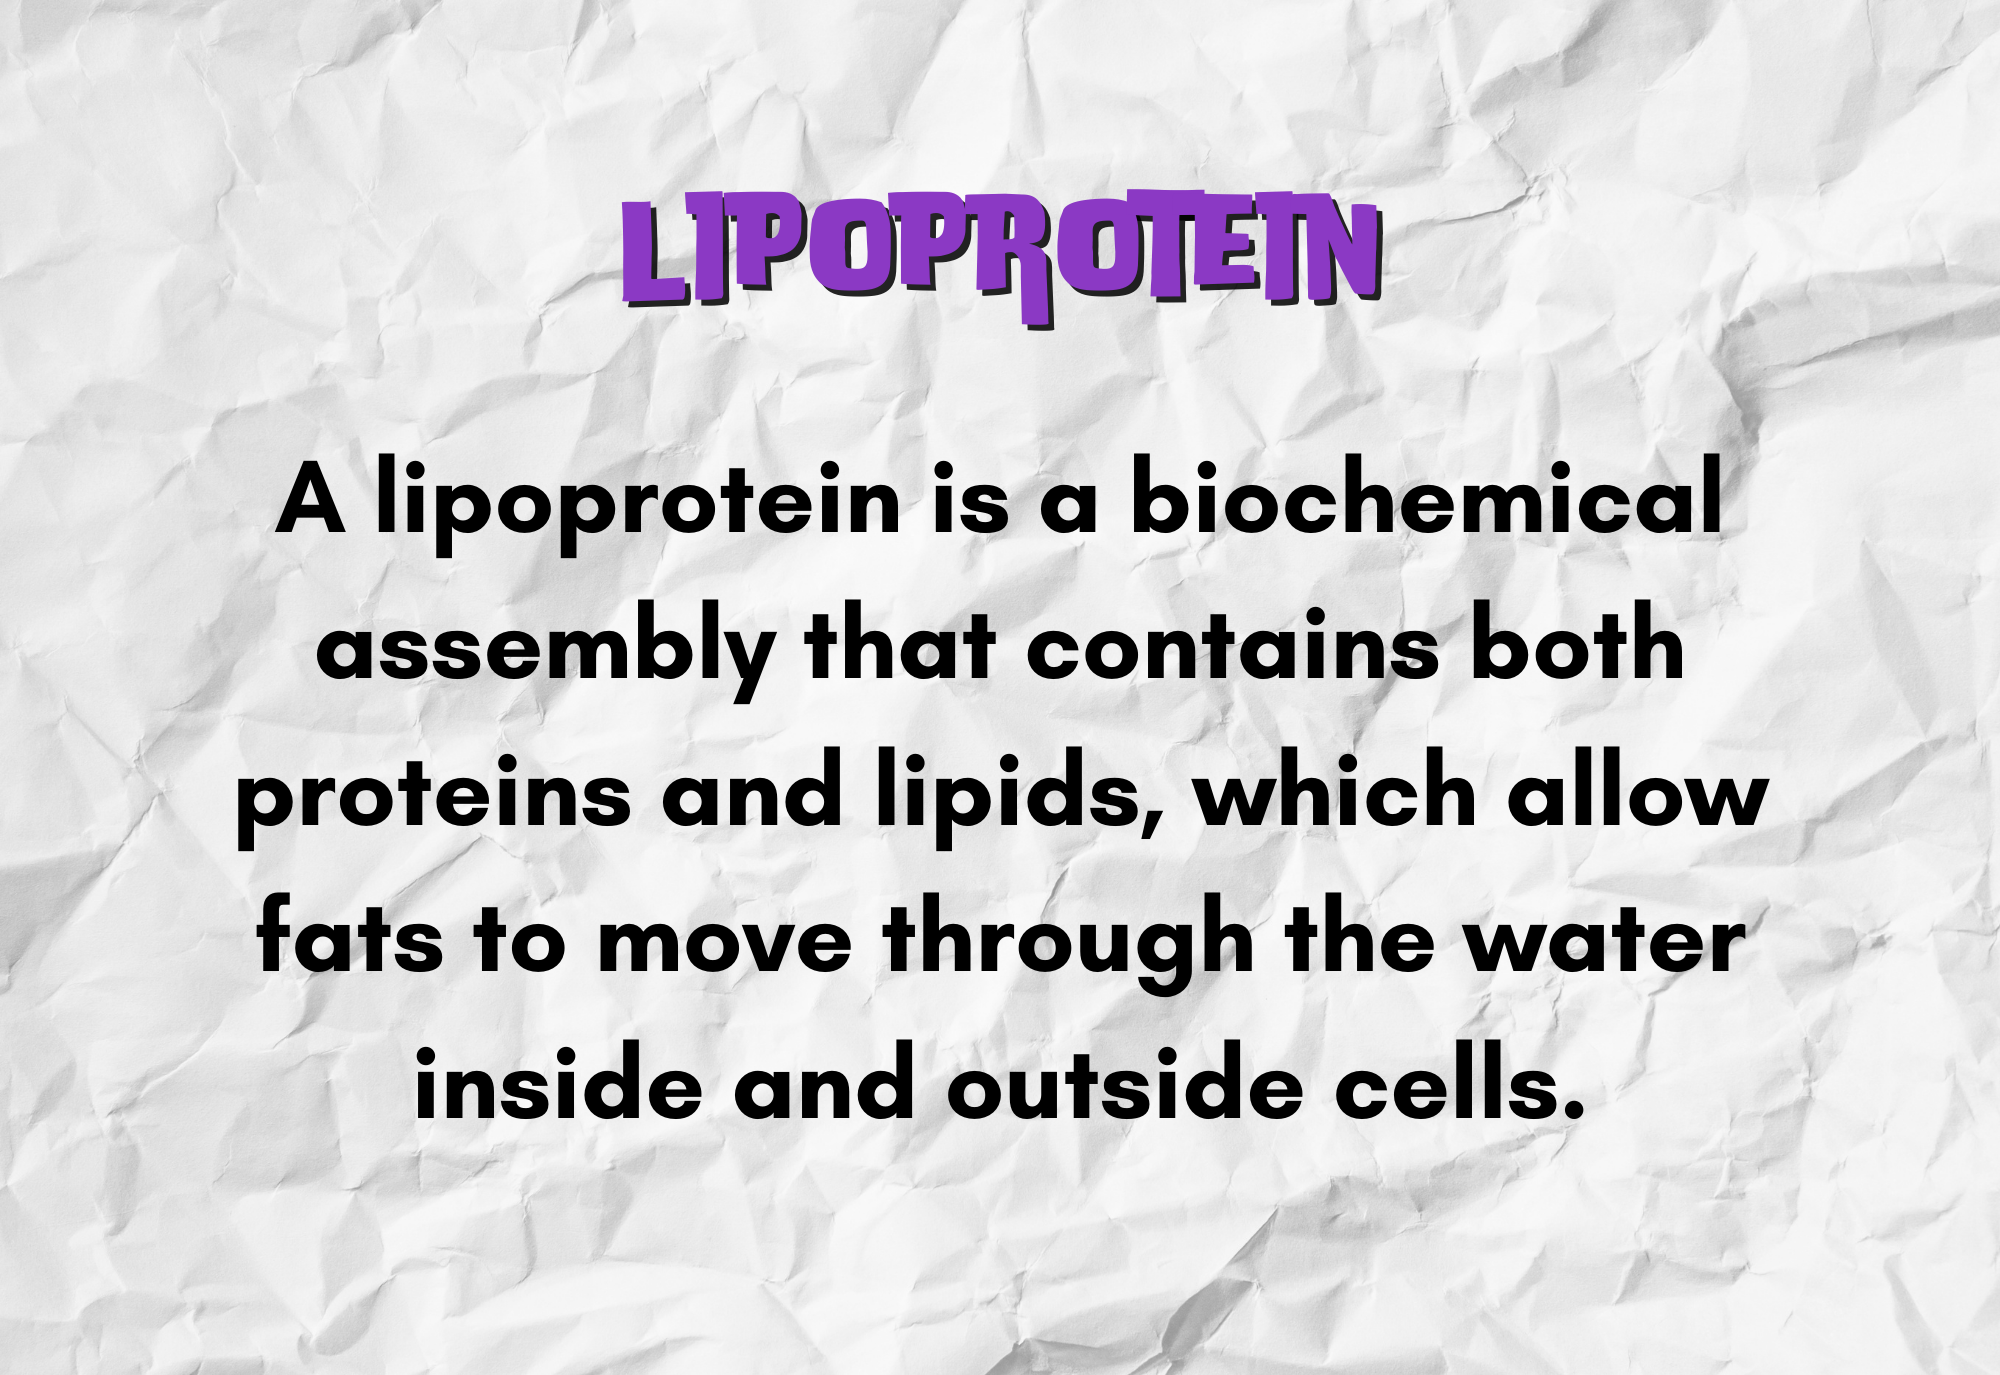 LIPOPROTEIN
A lipoprotein is a biochemical
assembly that contains both
proteins and lipids, which allow
fats to move through the water
inside and outside cells.